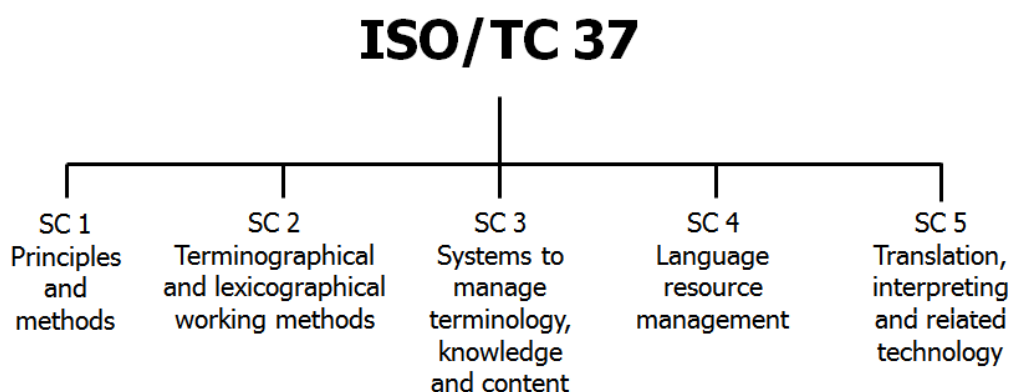 ISO/TC 37
SC 1
Principles
and
methods
SC 2
Terminographical
and lexicographical
working methods
SC 3
Systems to
manage
terminology,
knowledge
and content
SC 4
Language
resource
management
SC 5
Translation,
interpreting
and related
technology